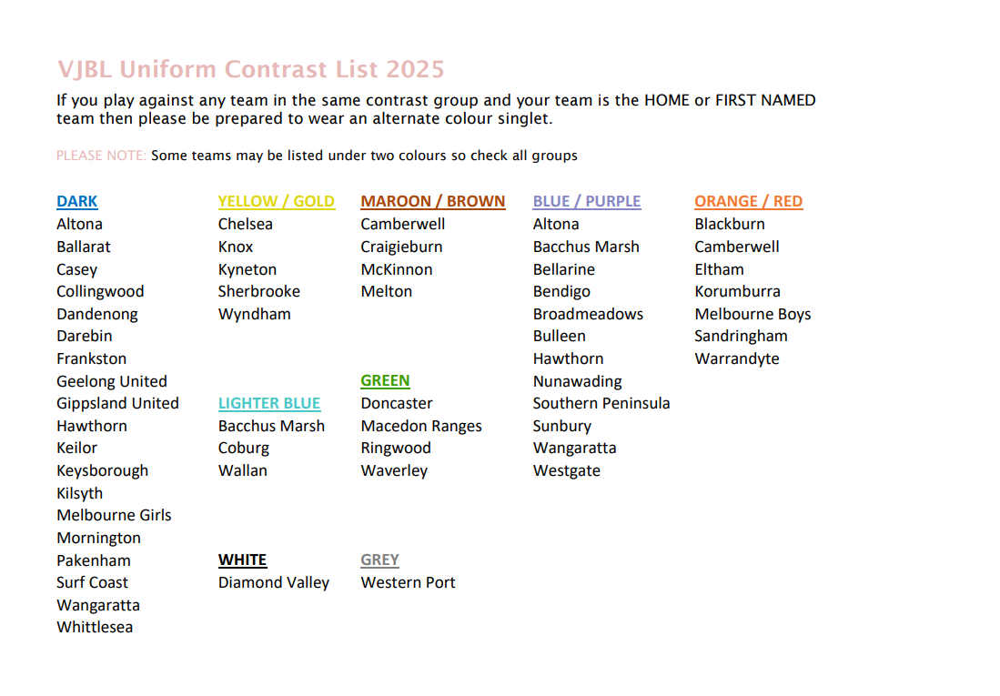 VJBL Uniform Contrast List 2025
If you play against any team in the same contrast group and your team is the HOME or FIRST NAMED
team then please be prepared to wear an alternate colour singlet.
PLEASE NOTE: Some teams may be listed under two colours so check all groups
DARK
Altona
Ballarat
Casey
Collingwood
Dandenong
Darebin
Frankston
Geelong United
Gippsland United
Hawthorn
Keilor
Keysborough
Kilsyth
Melbourne Girls
Mornington
Pakenham
Surf Coast
Wangaratta
Whittlesea
YELLOW / GOLD
Chelsea
Knox
Kyneton
Sherbrooke
Wyndham
LIGHTER BLUE
Bacchus Marsh
Coburg
Wallan
WHITE
Diamond Valley
MAROON / BROWN
Camberwell
Craigieburn
McKinnon
Melton
GREEN
Doncaster
Macedon Ranges
Ringwood
Waverley
GREY
Western Port
BLUE / PURPLE
Altona
Bacchus Marsh
Bellarine
Bendigo
Broadmeadows
Bulleen
Hawthorn
Nunawading
Southern Peninsula
Sunbury
Wangaratta
Westgate
ORANGE / RED
Blackburn
Camberwell
Eltham
Korumburra
Melbourne Boys
Sandringham
Warrandyte